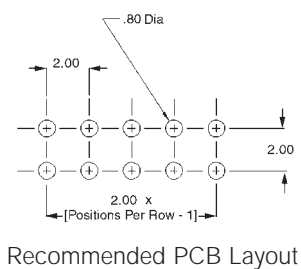 .80 Dia
2.00
2.00
2.00 x
[Positions Per Row - 1]
Recommended PCB Layout